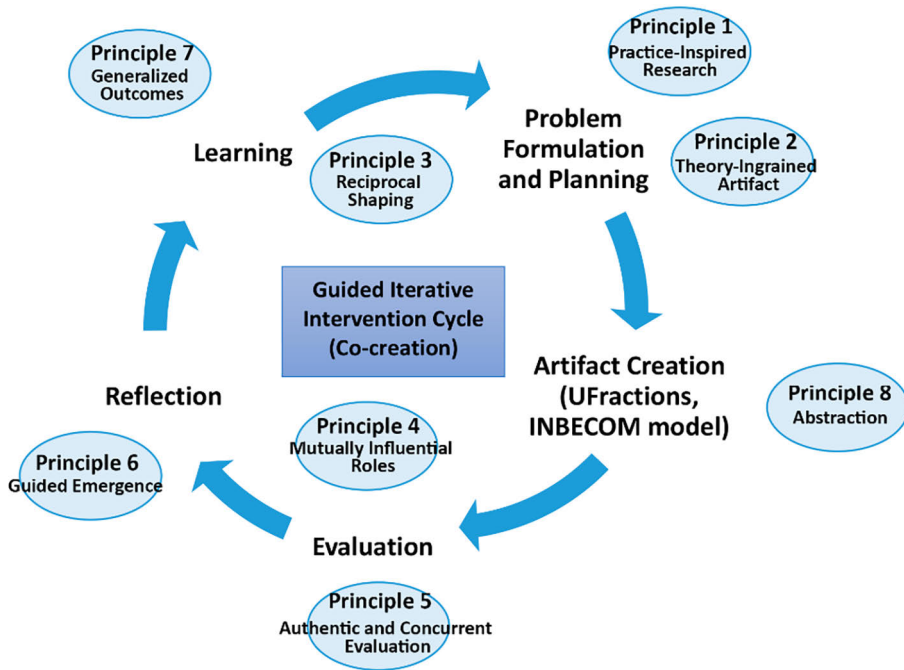 Principle 1
Practice-Inspired
Research
Principle 7
Generalized
Outcomes
Problem
Formulation
and Planning
Principle 2
Theory-Ingrained
Artifact
Learning
Principle 3
Reciprocal
Shaping
Guided Iterative
Intervention Cycle
(Co-creation)
Artifact Creation
(UFractions,
INBECOM model)
Principle 8
Abstraction
Reflection
Principle 4
Mutually Influential
Roles
Principle 6
Guided Emergence
Evaluation
Principle 5
Authentic and Concurrent
Evaluation